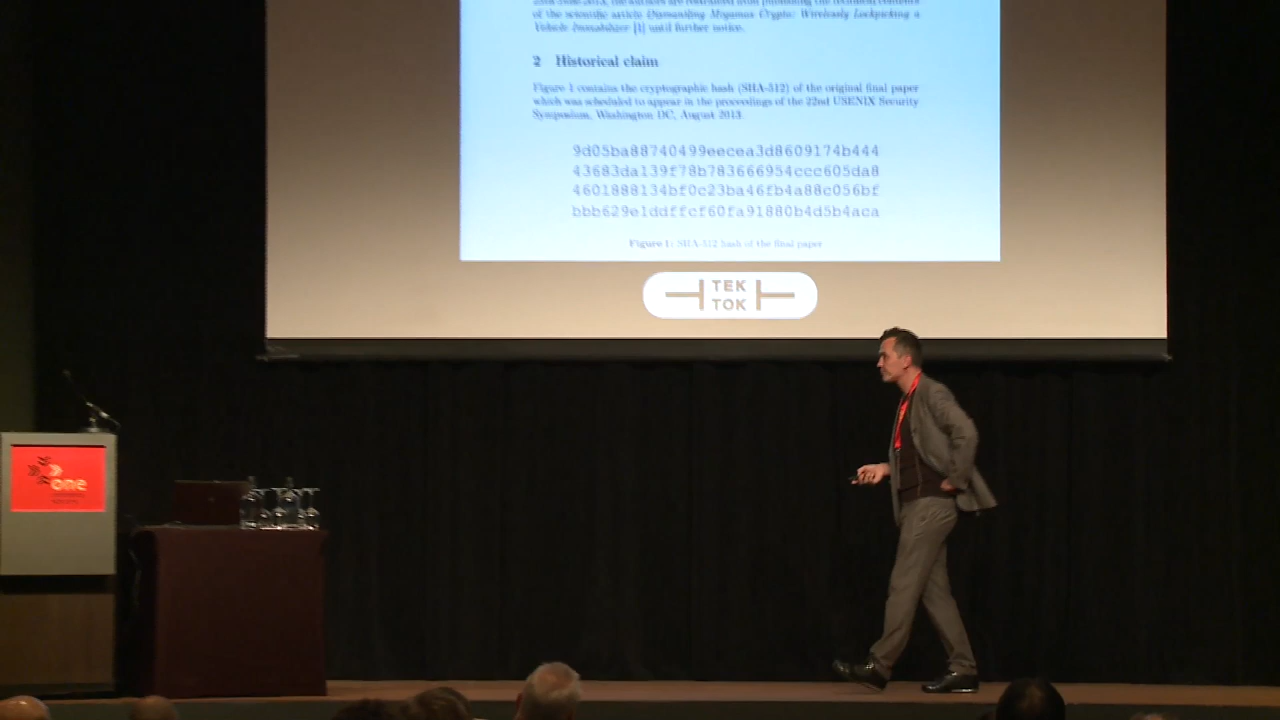 of the scientific article Dismantling Megamos Crypto: Wirelessly Lockpicking a
Vehicle Immobilizer [1] until further notice.
2 Historical claim
Figure 1 contains the cryptographic hash (SHA-512) of the original final paper
which was scheduled to appear in the proceedings of the 22nd USENIX Security
Symposium, Washington DC, August 2013.
9d05ba88740499eecea3d8609174b444
43683da139f78b783666954ccc605da8
4601888134bf0c23ba46fb4a88c056bf
bbb629e1ddffcf60fa91880b4d5b4aca
Figure 1: SHA-512 hash of the final paper
TEK
TOK
one